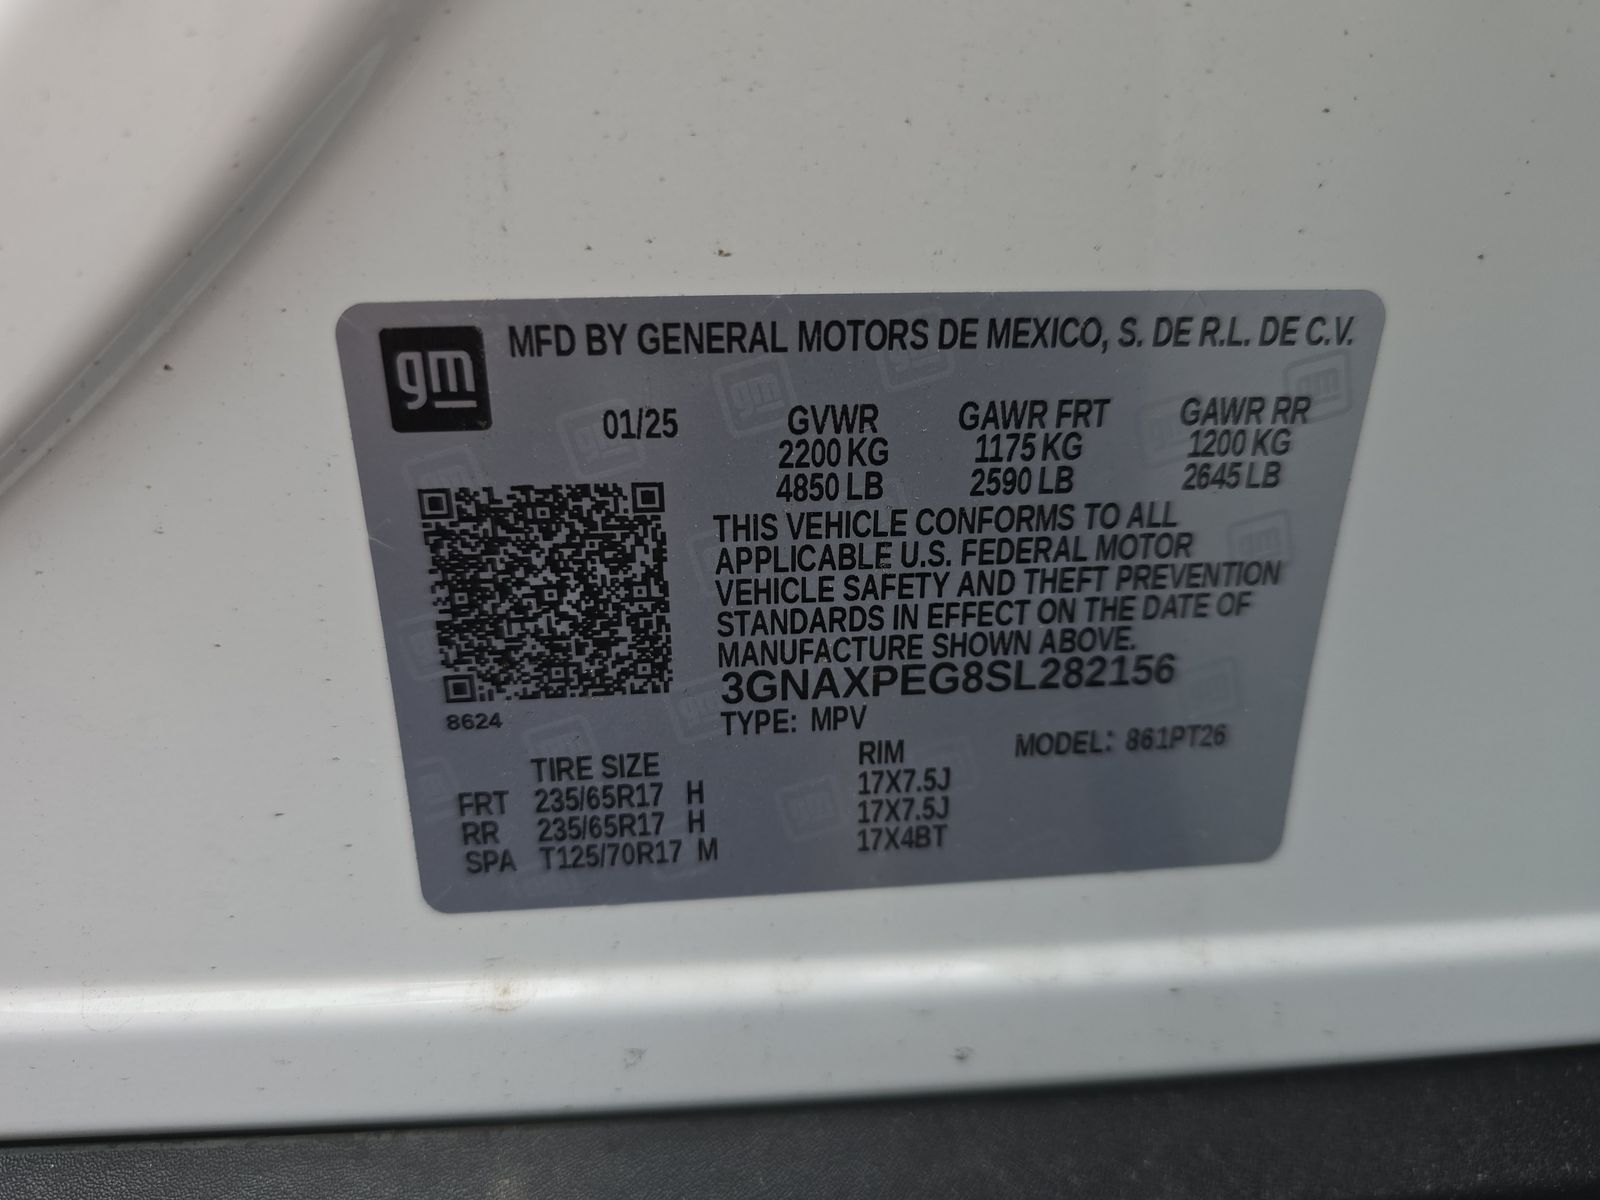 gm
MFD BY GENERAL MOTORS DE MEXICO, S. DE R.L. DE C.V.
01/25 GVWR GAWR FRT GAWR RR
2200 KG 1175 KG 1200 KG
4850 LB 2590 LB 2645 LB
THIS VEHICLE CONFORMS TO ALL
APPLICABLE U.S. FEDERAL MOTOR
VEHICLE SAFETY AND THEFT PREVENTION
STANDARDS IN EFFECT ON THE DATE OF
MANUFACTURE SHOWN ABOVE.
3GNAXPEG8SL282156
8624
TYPE: MPV
MODEL: 861PT26
TIRE SIZE RIM
FRT 235/65R17 H 17X7.5J
RR 235/65R17 H 17X7.5J
SPA T125/70R17 M 17X4BT